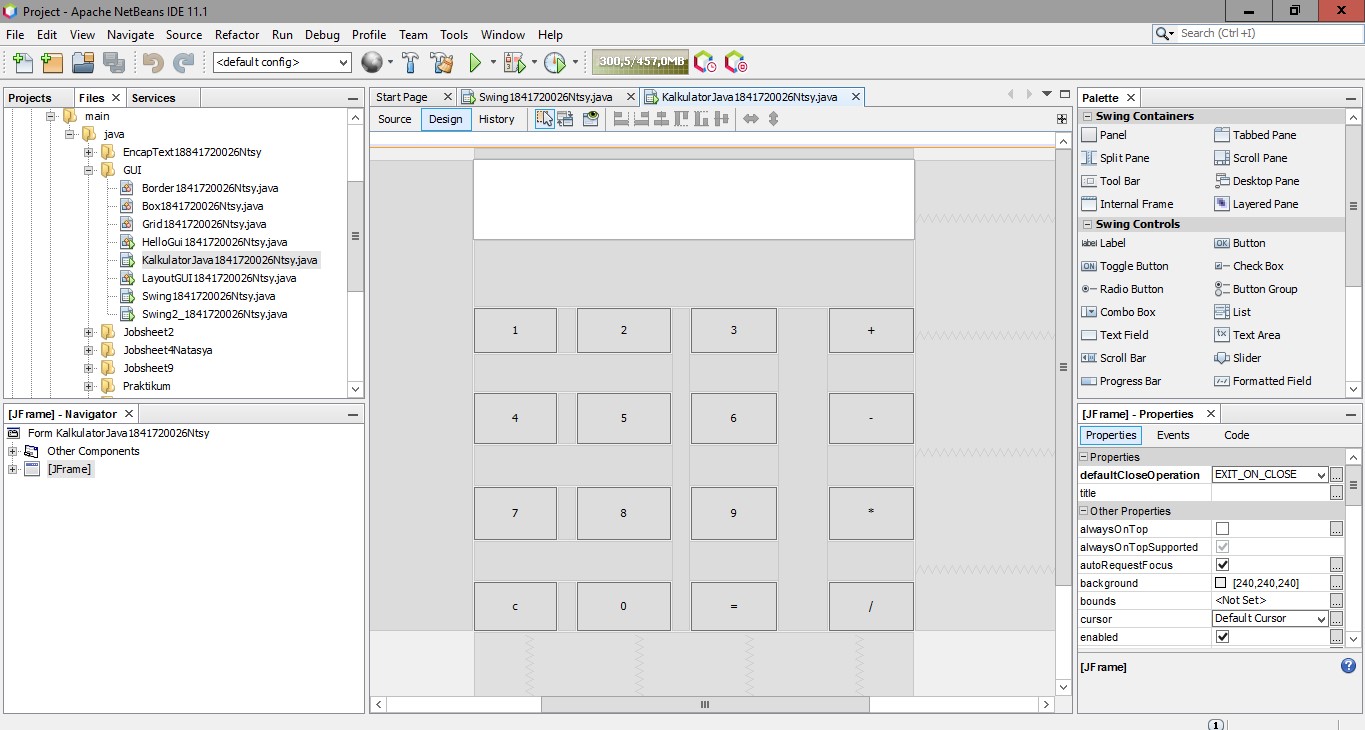 Project - Apache NetBeans IDE 11.1
File Edit View Navigate Source Refactor Run Debug Profile Team Tools Window Help
Search (Ctrl+I)
<default config>
300,5/457,0MB
Projects Files Services
main
java
EncapText18841720026Ntsy
GUI
Border1841720026Ntsy.java
Box1841720026Ntsy.java
Grid1841720026Ntsy.java
HelloGui1841720026Ntsy.java
KalkulatorJava1841720026Ntsy.java
LayoutGUI1841720026Ntsy.java
Swing1841720026Ntsy.java
Swing2_1841720026Ntsy.java
Jobsheet2
Jobsheet4Natasya
Jobsheet9
Praktikum
[JFrame] - Navigator
Form KalkulatorJava1841720026Ntsy
Other Components
[JFrame]
Start Page Swing1841720026Ntsy.java KalkulatorJava1841720026Ntsy.java
Source Design History
1 2 3 +
4 5 6 -
7 8 9 *
c 0 = /
Palette
Swing Containers
Panel Tabbed Pane
Split Pane Scroll Pane
Tool Bar Desktop Pane
Internal Frame Layered Pane
Swing Controls
label Label OK Button
ON Toggle Button Check Box
Radio Button Button Group
Combo Box List
Text Field Text Area
Scroll Bar Slider
Progress Bar Formatted Field
[JFrame] - Properties
Properties Events Code
Properties
defaultCloseOperation EXIT_ON_CLOSE ...
title ...
Other Properties
alwaysOnTop ...
alwaysOnTopSupported
autoRequestFocus ...
background [240,240,240] ...
bounds <Not Set> ...
cursor Default Cursor ...
enabled ...
[JFrame]
1